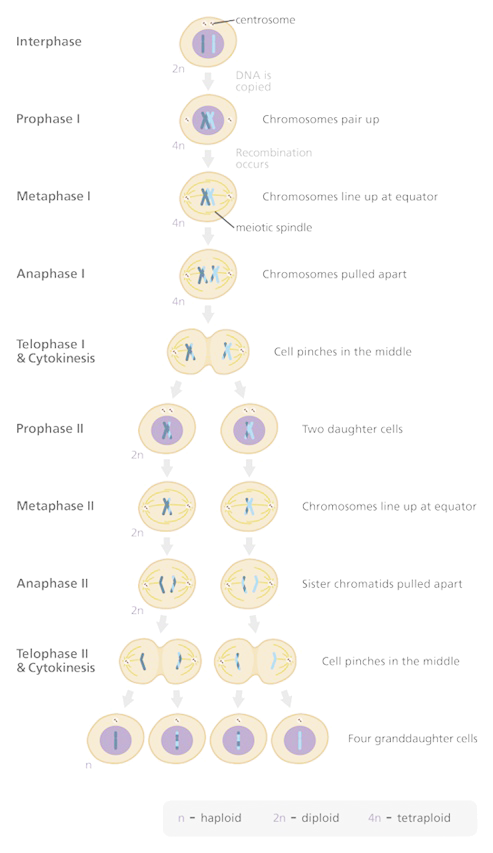 centrosome
Interphase
2n
DNA is
copied
Prophase I
Chromosomes pair up
4n
Recombination
occurs
Metaphase I
Chromosomes line up at equator
4n
meiotic spindle
Anaphase I
Chromosomes pulled apart
4n
Telophase I
& Cytokinesis
Cell pinches in the middle
Prophase II
Two daughter cells
2n
Metaphase II
Chromosomes line up at equator
2n
Anaphase II
Sister chromatids pulled apart
2n
Telophase II
& Cytokinesis
Cell pinches in the middle
Four granddaughter cells
n
n - haploid 2n - diploid 4n - tetraploid